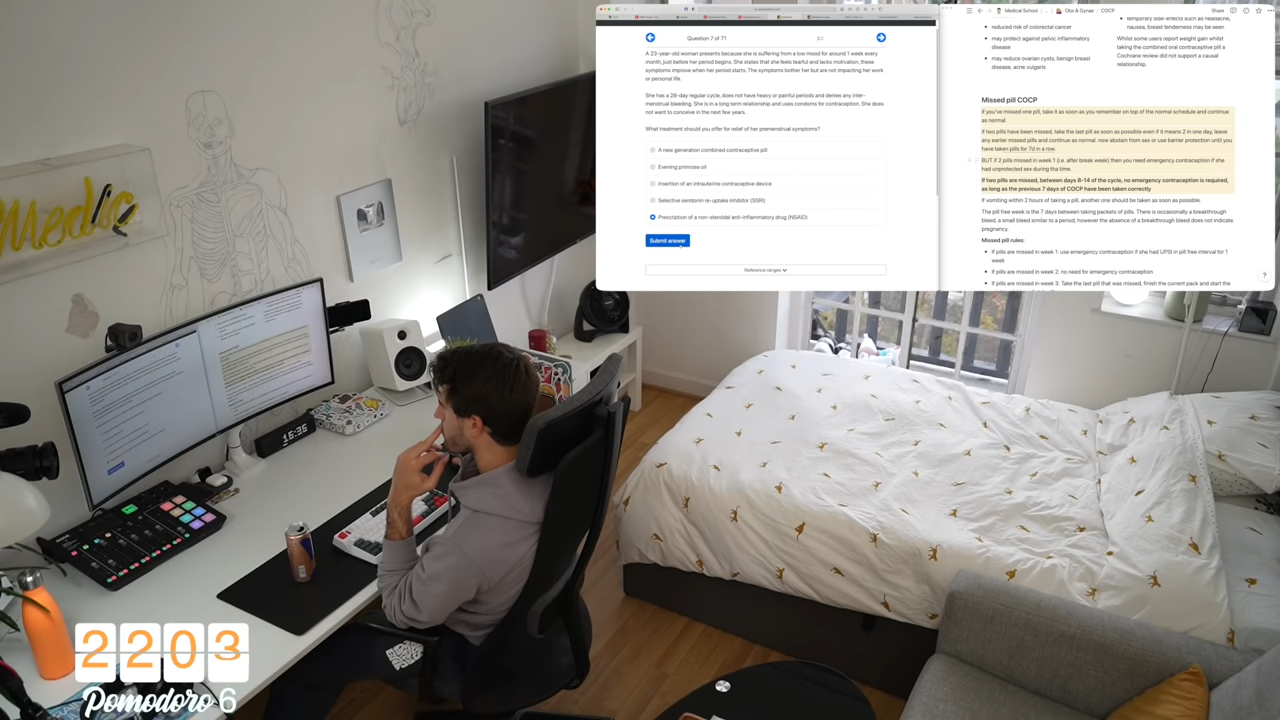 Question 7 of 71
A 23-year-old woman presents because she is suffering from a low mood for around 1 week every
month, just before her period begins. She states that she feels tearful and lacks motivation, these
symptoms improve when her period starts. The symptoms bother her but are not impacting her work
or personal life.
She has a 28-day regular cycle, does not have heavy or painful periods and denies any inter-
menstrual bleeding. She is in a long term relationship and uses condoms for contraception. She does
not want to conceive in the next few years.
What treatment should you offer for relief of her premenstrual symptoms?
A new generation combined contraceptive pill
Evening primrose oil
Insertion of an intrauterine contraceptive device
Selective serotonin re-uptake inhibitor (SSRI)
Prescription of a non-steroidal anti-inflammatory drug (NSAID)
Submit answer
Reference ranges
Medical School / ... / Obs & Gynae / COCP
Share
reduced risk of colorectal cancer
may protect against pelvic inflammatory
disease
may reduce ovarian cysts, benign breast
disease, acne vulgaris
temporary side-effects such as headache,
nausea, breast tenderness may be seen
Whilst some users report weight gain whilst
taking the combined oral contraceptive pill a
Cochrane review did not support a causal
relationship.
Missed pill COCP
If you've missed one pill, take it as soon as you remember on top of the normal schedule and continue
as normal
If two pills have been missed, take the last pill as soon as possible even if it means 2 in one day, leave
any earlier missed pills and continue as normal. now abstain from sex or use barrier protection until you
have taken pills for 7d in a row.
BUT if 2 pills missed in week 1 (i.e. after break week) then you need emergency contraception if she
had unprotected sex during tha time.
If two pills are missed, between days 8-14 of the cycle, no emergency contraception is required,
as long as the previous 7 days of COCP have been taken correctly
If vomiting within 2 hours of taking a pill, another one should be taken as soon as possible.
The pill free week is the 7 days between taking packets of pills. There is occasionally a breakthrough
bleed, a small bleed similar to a period, however the absence of a breakthrough bleed does not indicate
pregnancy.
Missed pill rules:
If pills are missed in week 1: use emergency contraception if she had UPSI in pill free interval for 1
week
If pills are missed in week 2: no need for emergency contraception
If pills are missed in week 3: Take the last pill that was missed, finish the current pack and start the
?
Medic
16:36
2203
Pomodoro 6